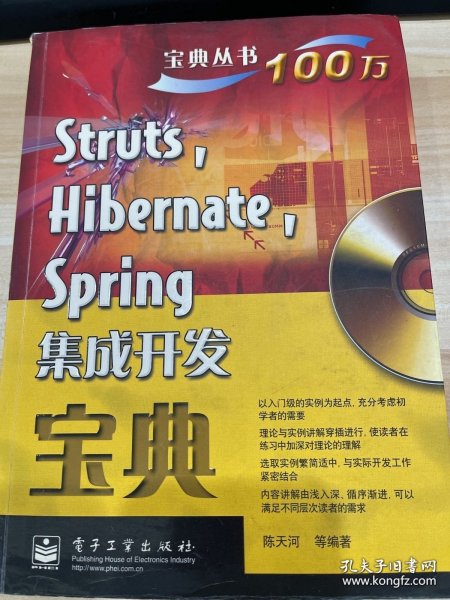 宝典丛书
100万
Struts,
Hibernate,
Spring
集成开发
宝典
以入门级的实例为起点，充分考虑初
学者的需要
理论与实例讲解穿插进行，使读者在
练习中加深对理论的理解
选取实例繁简适中，与实际开发工作
紧密结合
内容讲解由浅入深、循序渐进，可以
满足不同层次读者的需求
陈天河 等编著
電子工業出版社
Publishing House of Electronics Industry
http://www.phei.com.cn
孔夫子旧书网
www.kongfz.com